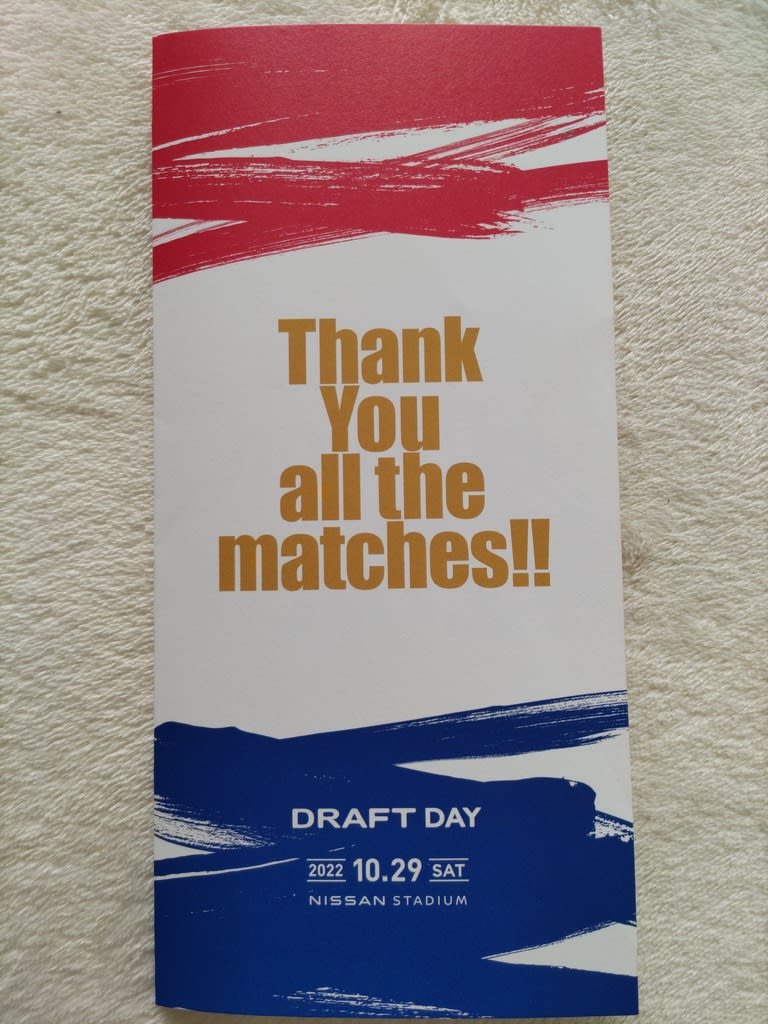 Thank
You
all the
matches!!
DRAFT DAY
2022 10.29 SAT
NISSAN STADIUM